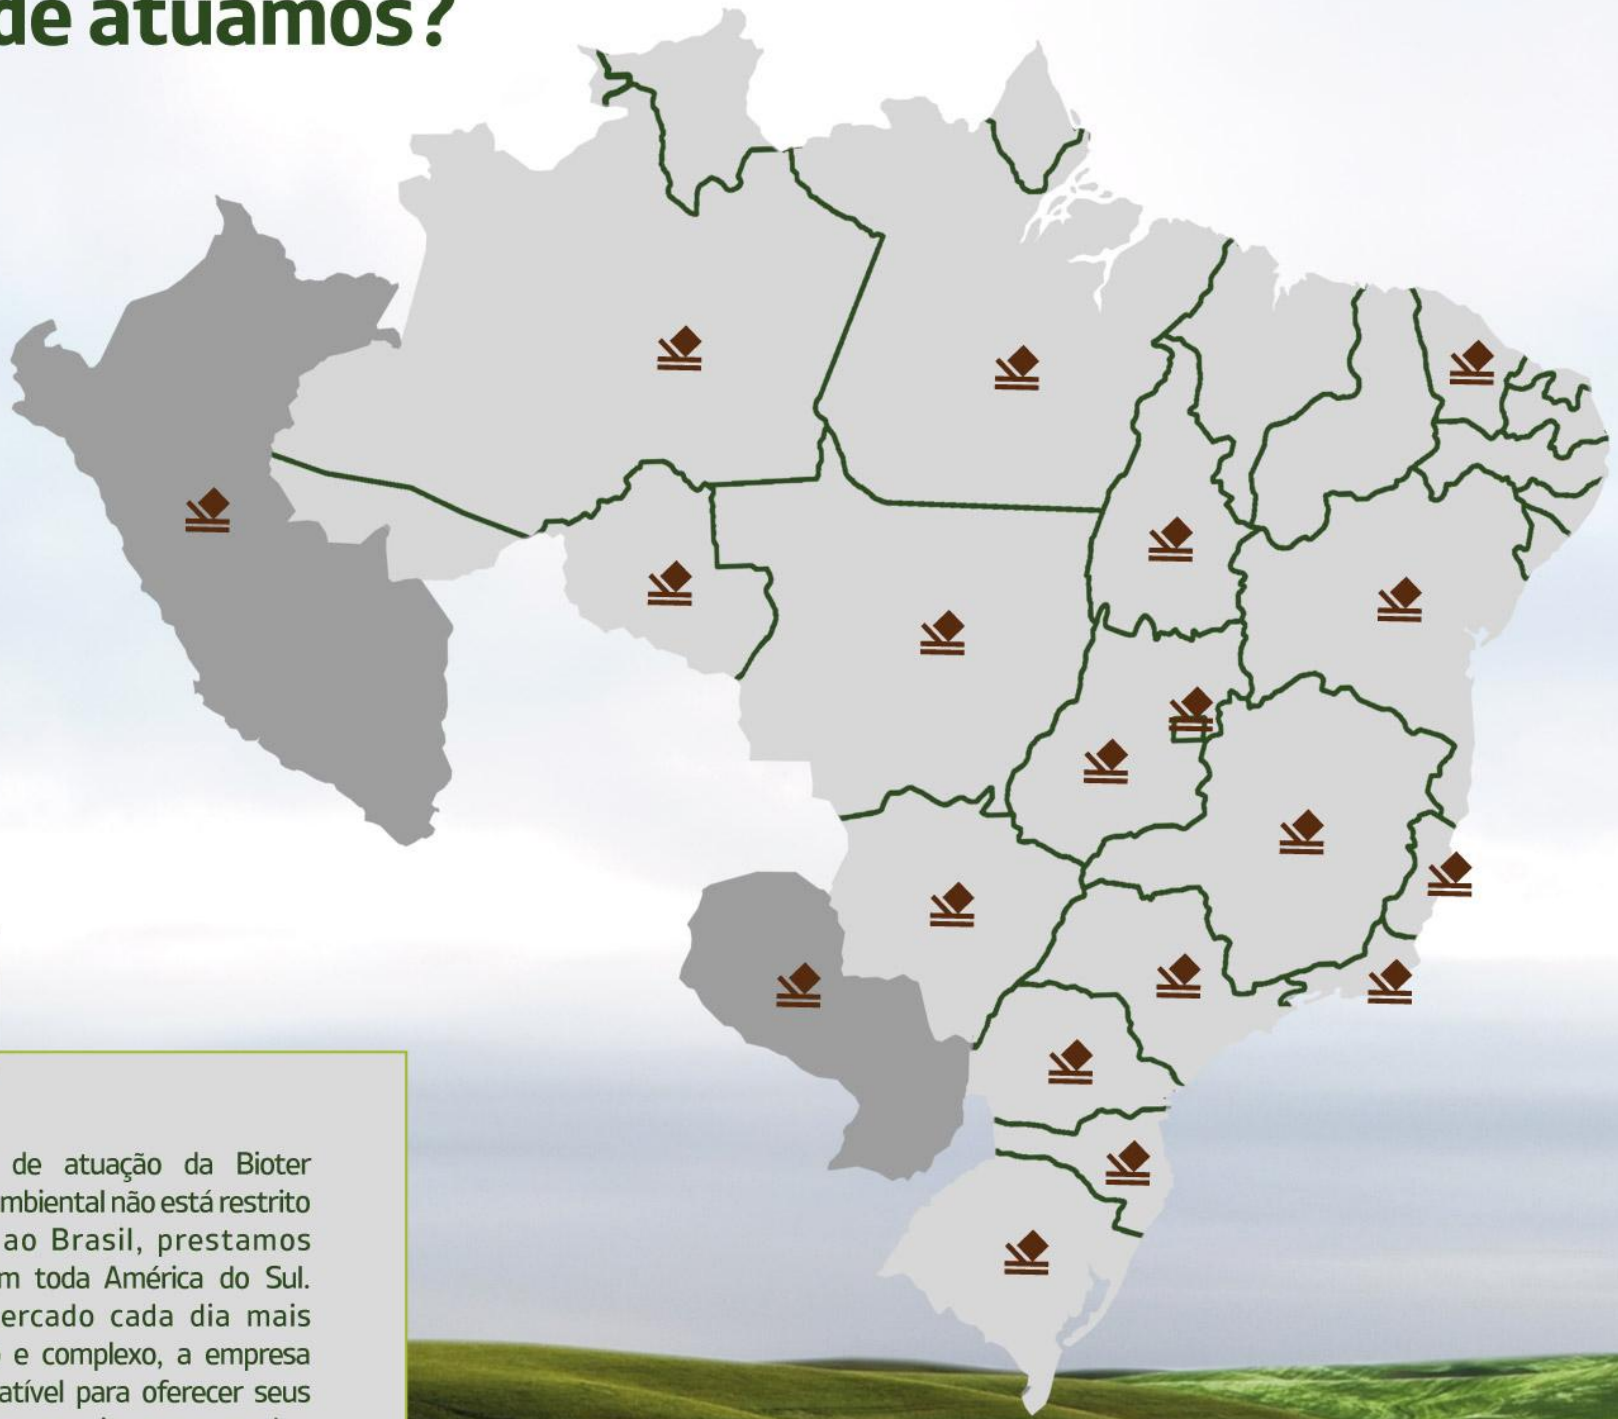 de atuamos?
de atuação da Bioter
mbiental não está restrito
ao Brasil, prestamos
m toda América do Sul.
ercado cada dia mais
e complexo, a empresa
atível para oferecer seus